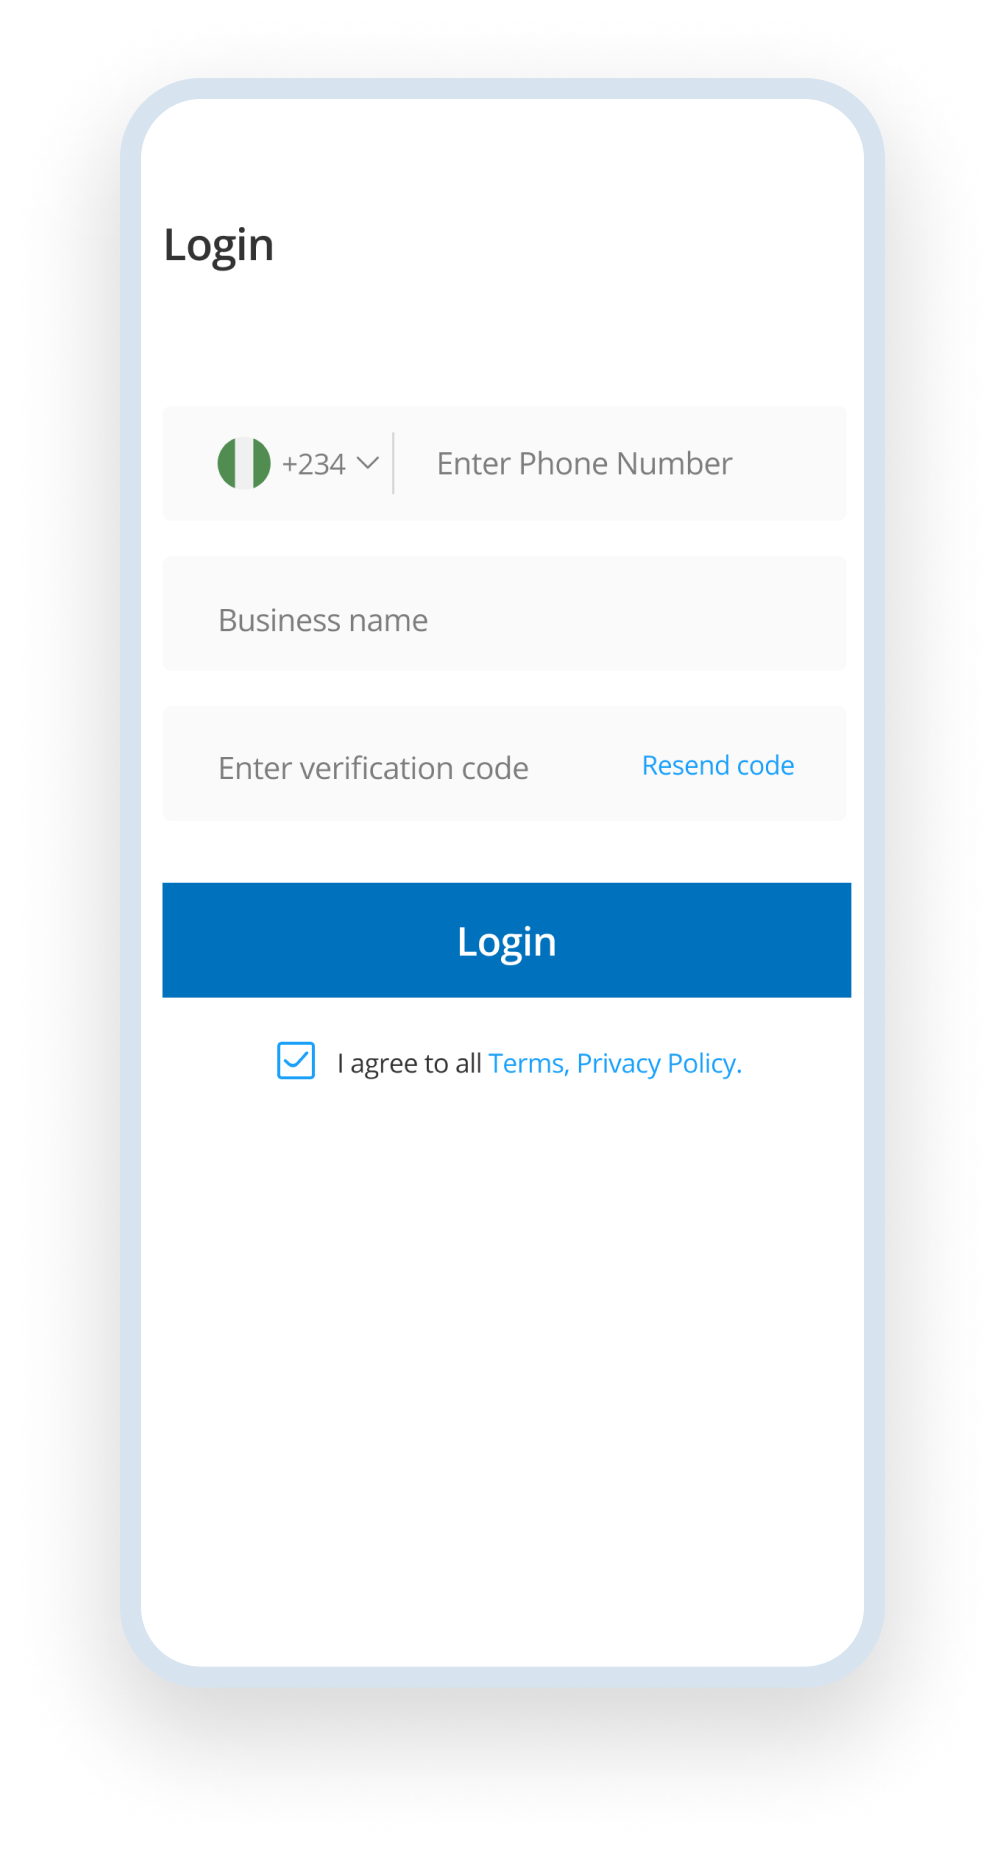 Login
+234 Enter Phone Number
Business name
Enter verification code Resend code
Login
I agree to all Terms, Privacy Policy.